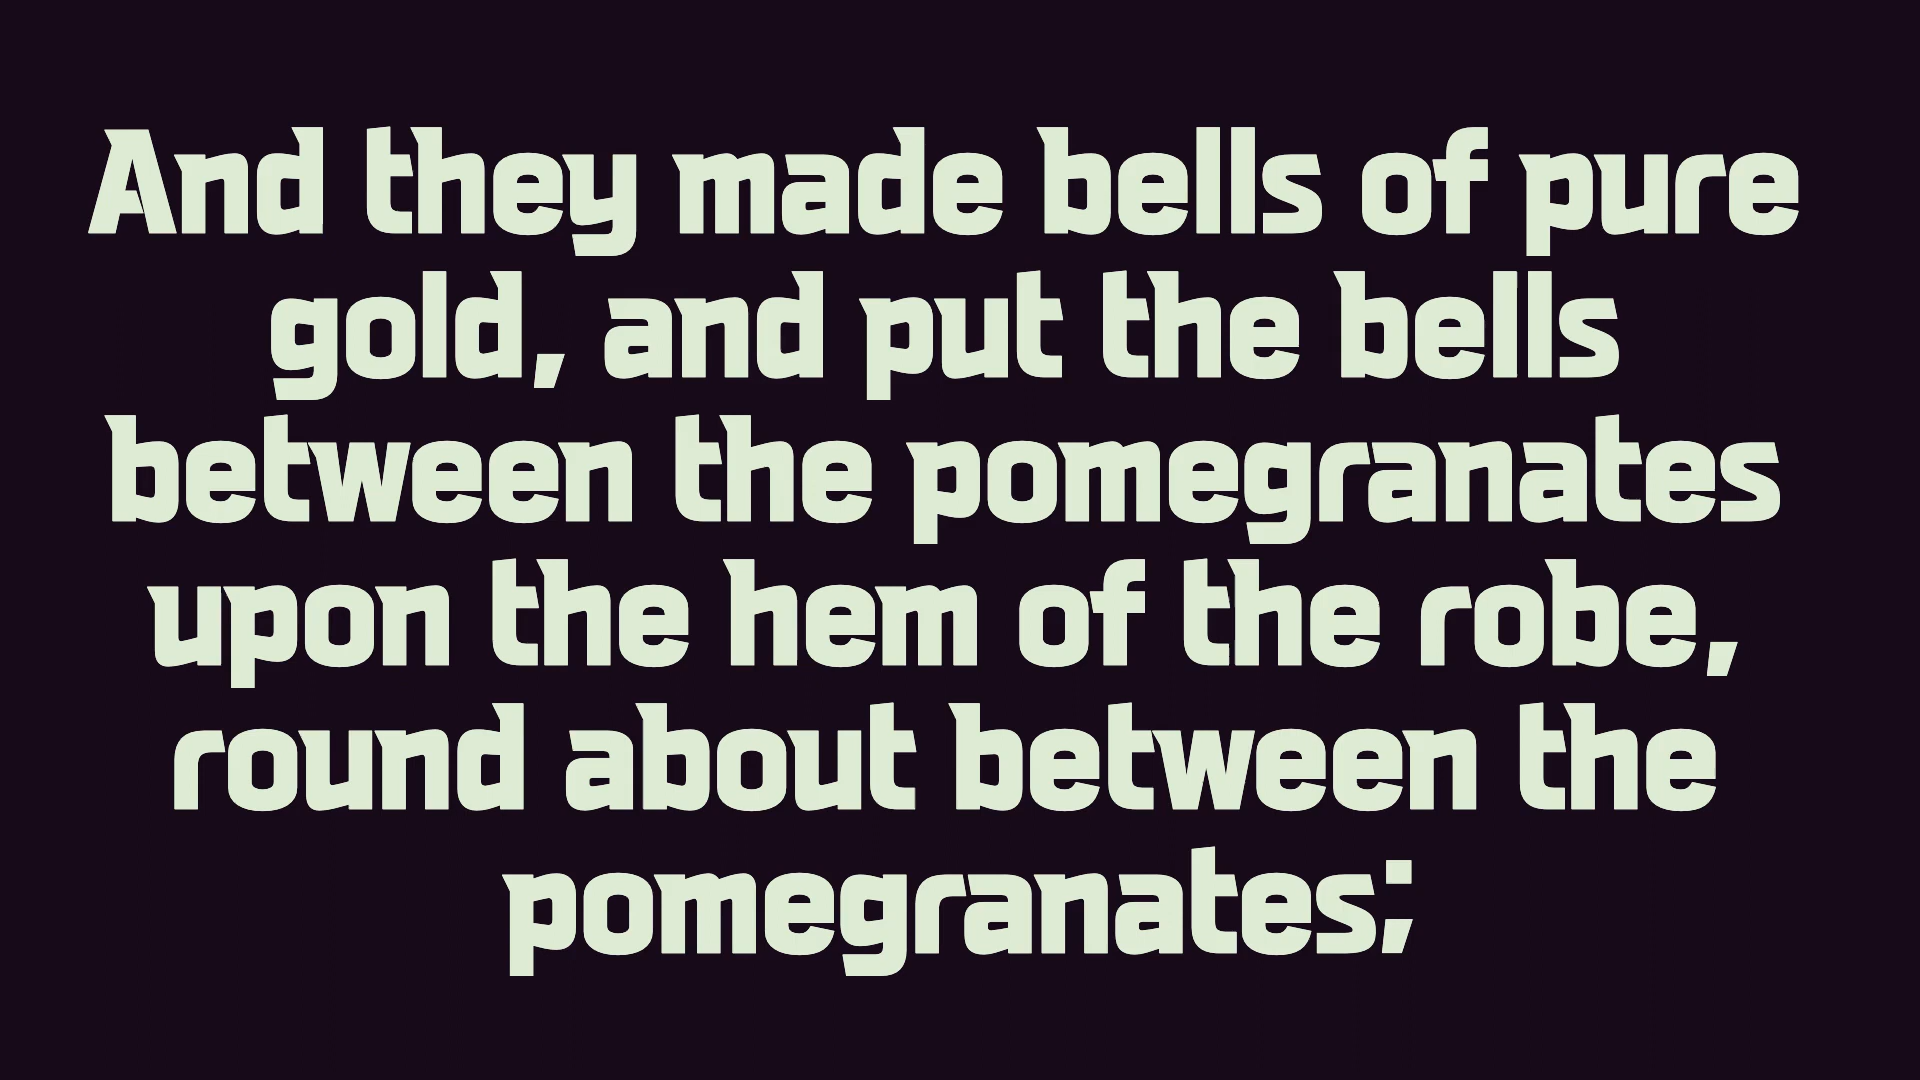 And they made bells of pure
gold, and put the bells
between the pomegranates
upon the hem of the robe,
round about between the
pomegranates;